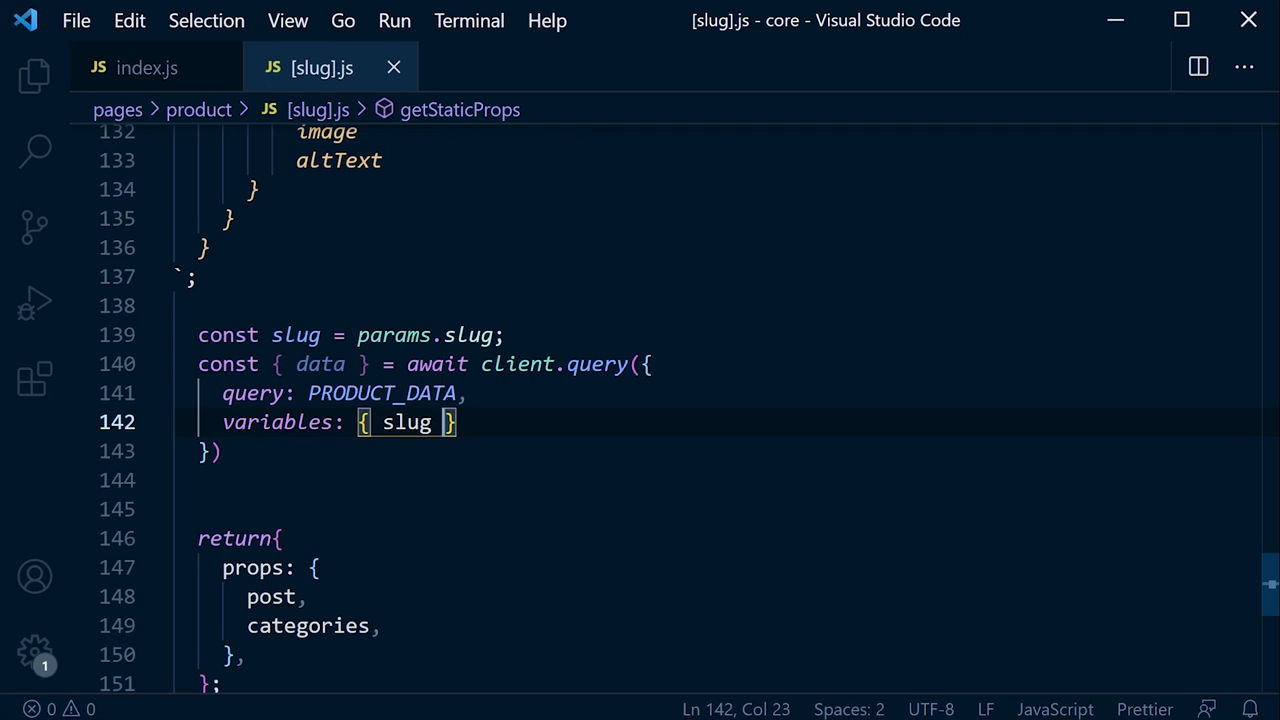 File Edit Selection View Go Run Terminal Help [slug].js - core - Visual Studio Code
JS index.js JS [slug].js
pages > product > JS [slug].js > getStaticProps
132 image
133 altText
134 }
135 }
136 }
137 `;
138
139 const slug = params.slug;
140 const { data } = await client.query({
141 query: PRODUCT_DATA,
142 variables: { slug }
143 })
144
145
146 return{
147 props: {
148 post,
149 categories,
150 },
151 };
1
0 0 Ln 142, Col 23 Spaces: 2 UTF-8 LF JavaScript Prettier